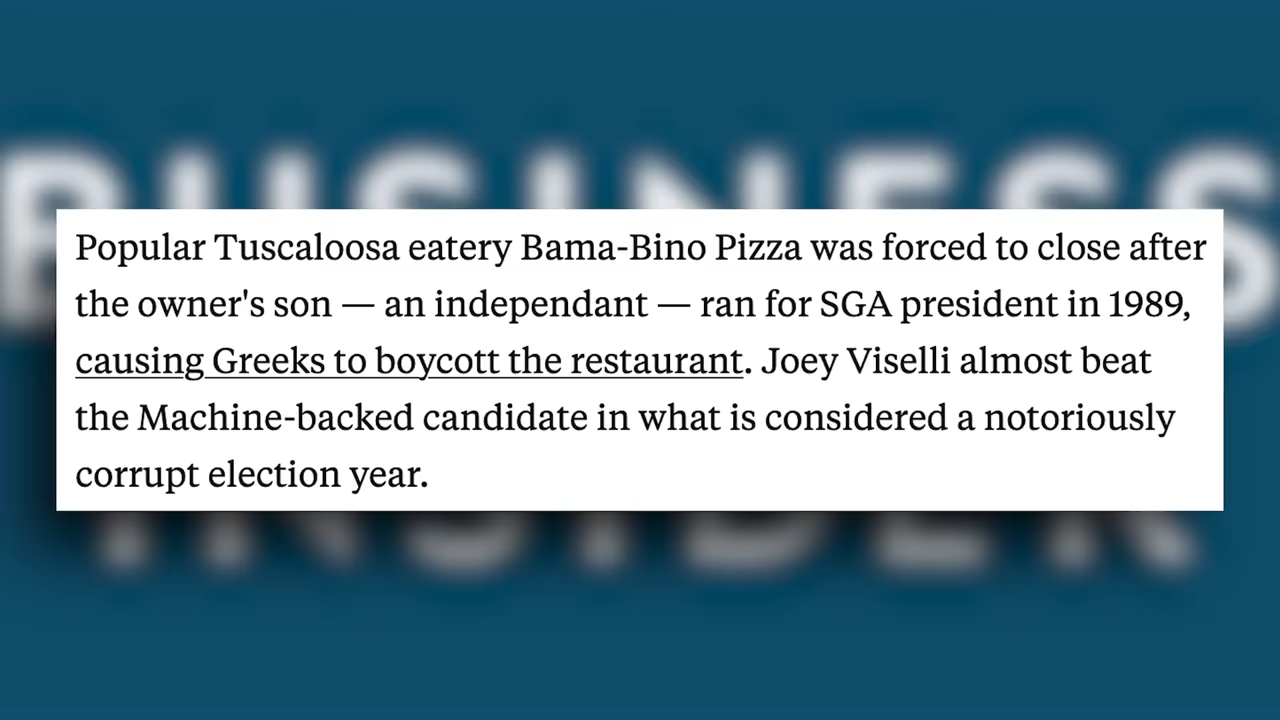 BUSINESS
Popular Tuscaloosa eatery Bama-Bino Pizza was forced to close after
the owner's son — an independant — ran for SGA president in 1989,
causing Greeks to boycott the restaurant. Joey Viselli almost beat
the Machine-backed candidate in what is considered a notoriously
corrupt election year.
INSIDER